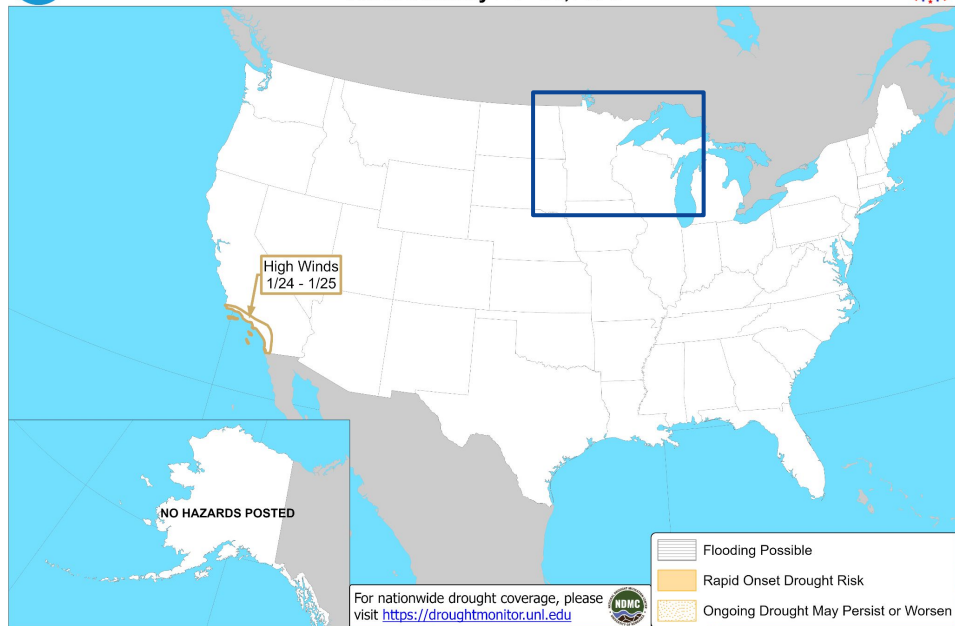 High Winds
1/24 - 1/25
NO HAZARDS POSTED
For nationwide drought coverage, please
visit https://droughtmonitor.unl.edu
NDMC
Flooding Possible
Rapid Onset Drought Risk
Ongoing Drought May Persist or Worsen